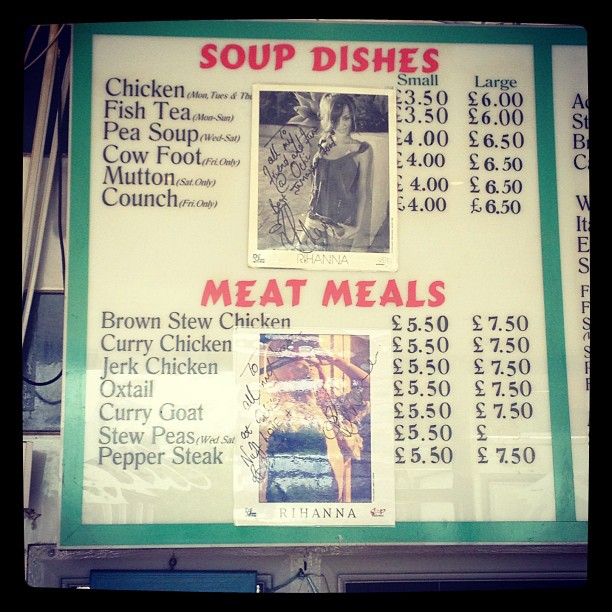 SOUP DISHES
Small Large
Chicken (Mon, Tues & Th £3.50 £6.00
Fish Tea (Mon-Sun) £3.50 £6.00
Pea Soup (Wed-Sat) £4.00 £6.50
Cow Foot (Fri.Only) £4.00 £6.50
Mutton (Sat.Only) £4.00 £6.50
Counch (Fri.Only) £4.00 £6.50
RIHANNA
MEAT MEALS
Brown Stew Chicken £5.50 £7.50
Curry Chicken £5.50 £7.50
Jerk Chicken £5.50 £7.50
Oxtail £5.50 £7.50
Curry Goat £5.50 £7.50
Stew Peas (Wed Sat £5.50 £
Pepper Steak £5.50 £7.50
RIHANNA